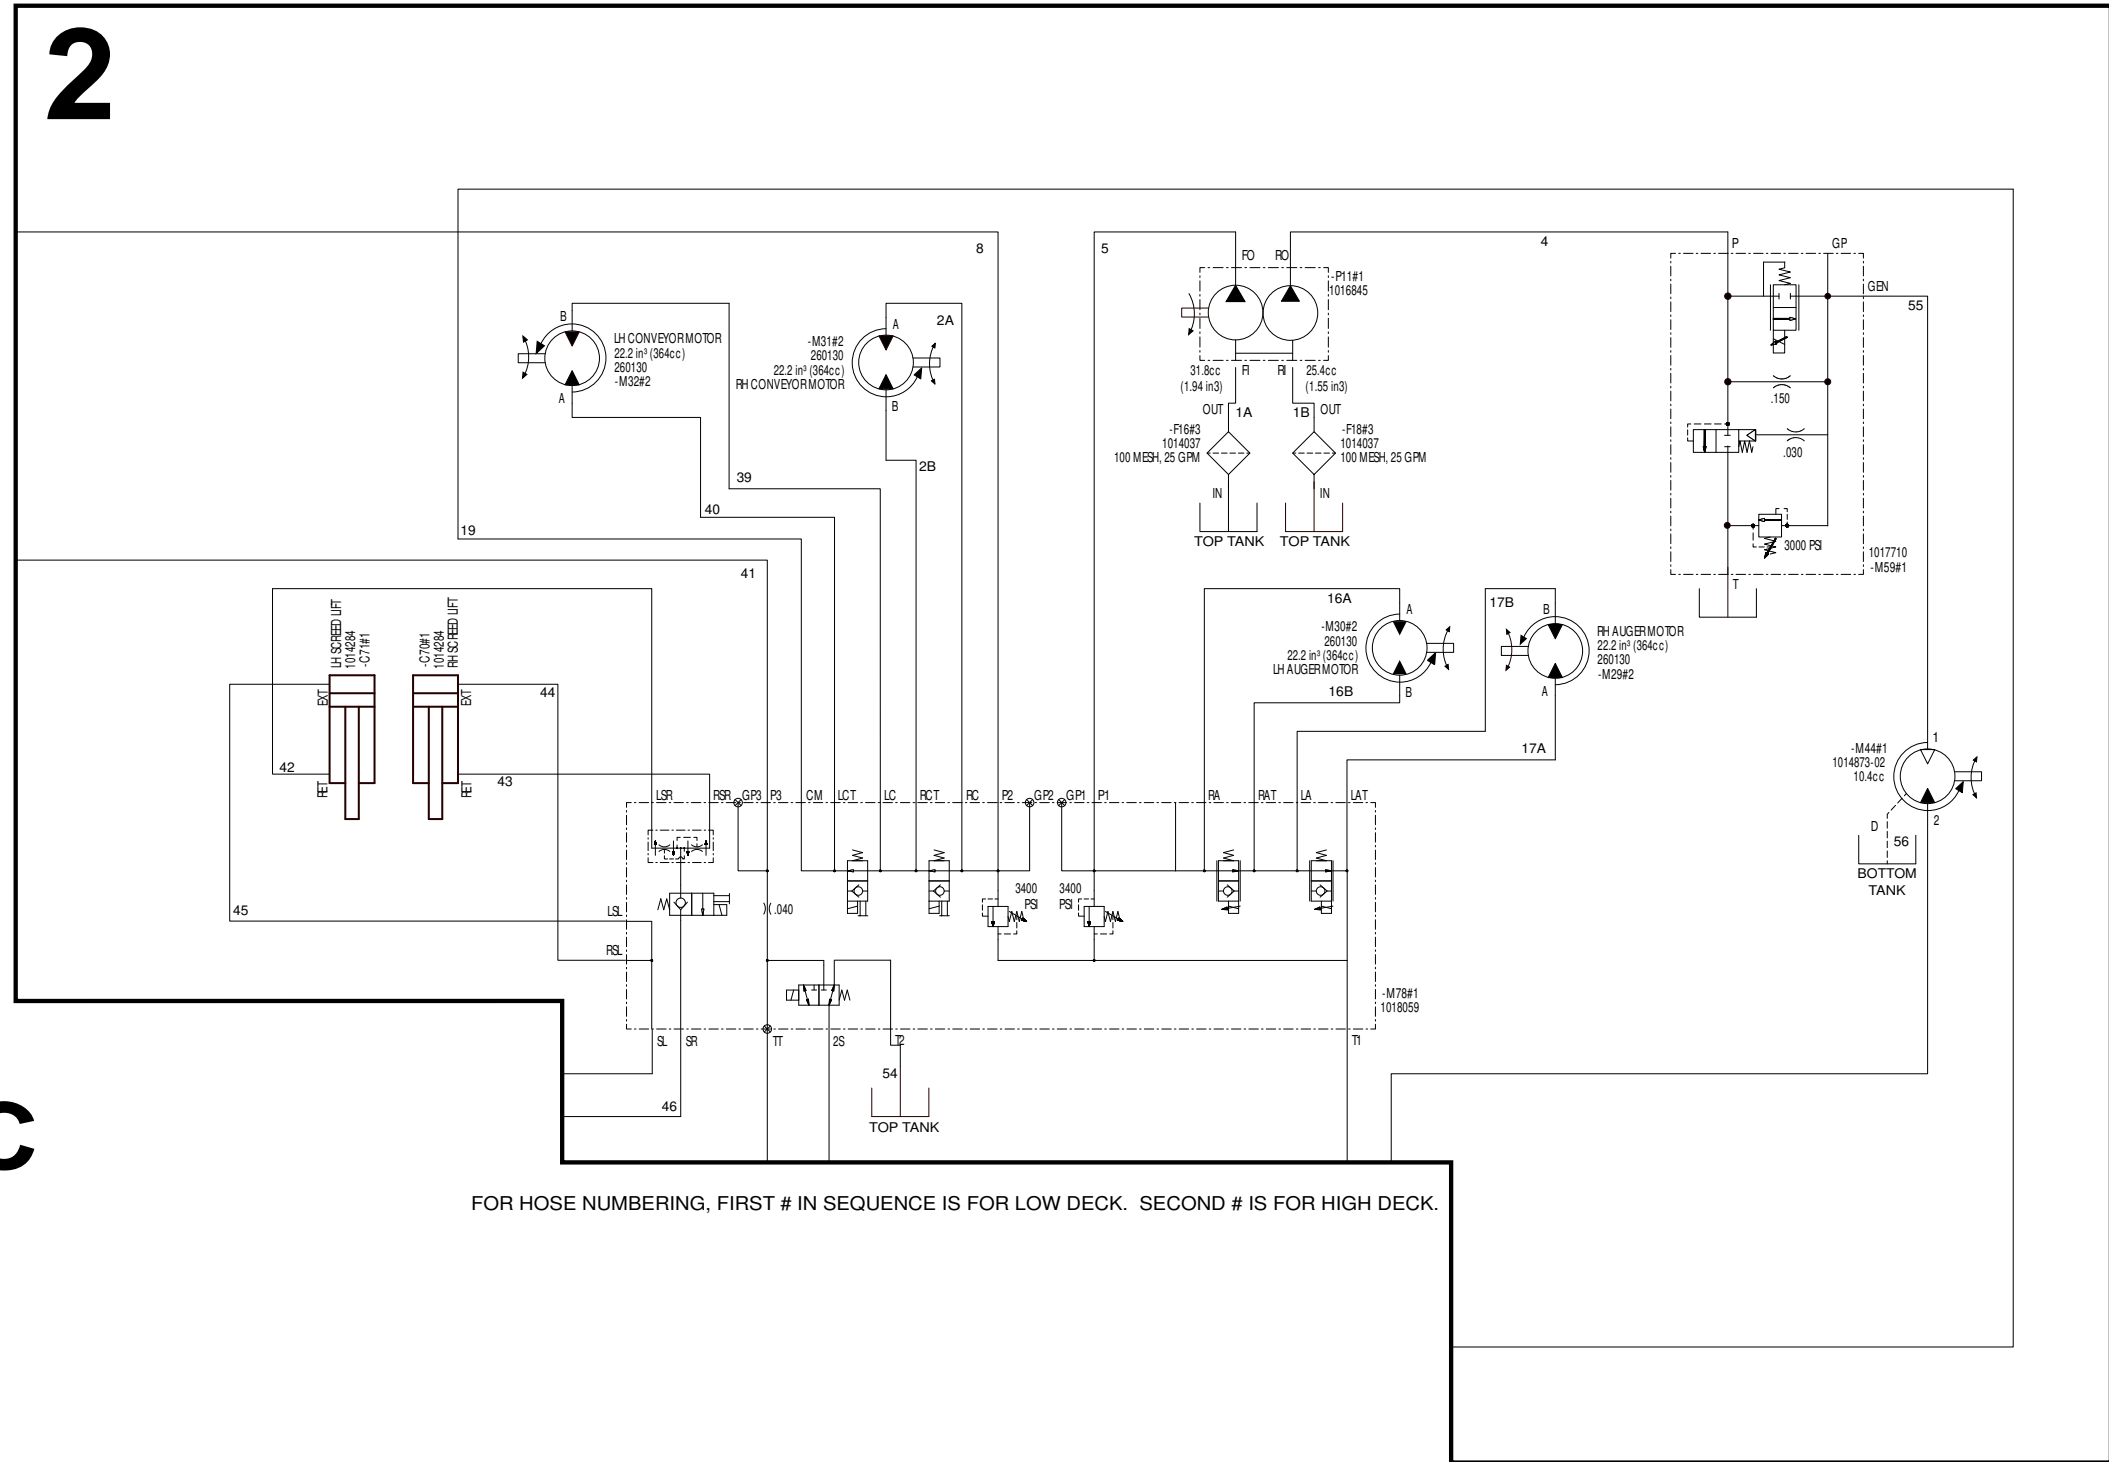 2
8
5
4
P
GP
FO
RO
-P11#1
1016845
GEN
55
B
LH CONVEYOR MOTOR
22.2 in³ (364cc)
260130
-M32#2
A
-M31#2
260130
22.2 in³ (364cc)
RH CONVEYOR MOTOR
A
2A
B
2B
31.8cc
(1.94 in3)
FI
RI
25.4cc
(1.55 in3)
OUT
1A
1B
OUT
-F16#3
1014037
100 MESH, 25 GPM
-F18#3
1014037
100 MESH, 25 GPM
IN
IN
TOP TANK
TOP TANK
.150
.030
3000 PSI
1017710
-M59#1
T
39
40
19
41
LH SCREED LIFT
1014284
-C71#1
-C70#1
1014284
RH SCREED LIFT
EXT
EXT
44
42
43
RET
RET
45
16A
A
-M30#2
260130
22.2 in³ (364cc)
LH AUGER MOTOR
16B
B
17B
B
RH AUGER MOTOR
22.2 in³ (364cc)
260130
-M29#2
A
17A
1
-M44#1
1014873-02
10.4cc
2
D
56
BOTTOM
TANK
LSR
RSR
GP3
P3
CM
LCT
LC
RCT
RC
P2
GP2
GP1
P1
RA
RAT
LA
LAT
3400
PSI
3400
PSI
.040
LSL
RSL
-M78#1
1018059
SL
SR
TT
2S
T2
T1
54
46
TOP TANK
C
FOR HOSE NUMBERING, FIRST # IN SEQUENCE IS FOR LOW DECK. SECOND # IS FOR HIGH DECK.